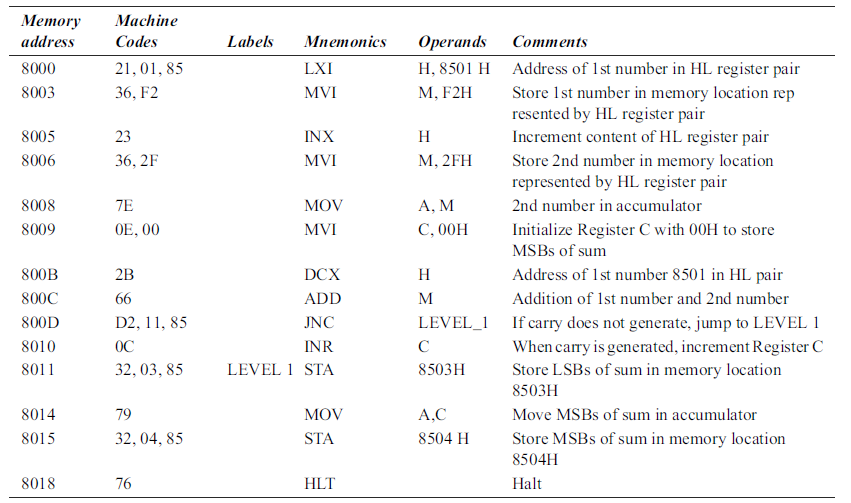 Memory address Machine Codes Labels Mnemonics Operands Comments
8000 21, 01, 85 LXI H, 8501 H Address of 1st number in HL register pair
8003 36, F2 MVI M, F2H Store 1st number in memory location rep
resented by HL register pair
8005 23 INX H Increment content of HL register pair
8006 36, 2F MVI M, 2FH Store 2nd number in memory location
represented by HL register pair
8008 7E MOV A, M 2nd number in accumulator
8009 0E, 00 MVI C, 00H Initialize Register C with 00H to store
MSBs of sum
800B 2B DCX H Address of 1st number 8501 in HL pair
800C 66 ADD M Addition of 1st number and 2nd number
800D D2, 11, 85 JNC LEVEL_1 If carry does not generate, jump to LEVEL 1
8010 0C INR C When carry is generated, increment Register C
8011 32, 03, 85 LEVEL 1 STA 8503H Store LSBs of sum in memory location
8503H
8014 79 MOV A,C Move MSBs of sum in accumulator
8015 32, 04, 85 STA 8504 H Store MSBs of sum in memory location
8504H
8018 76 HLT Halt